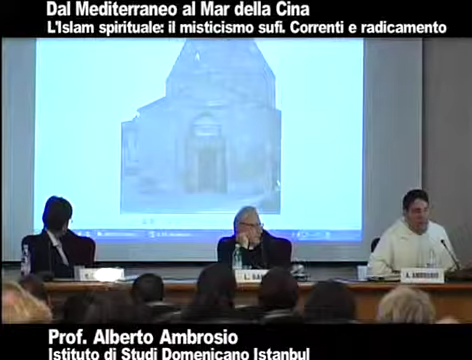 Dal Mediterraneo al Mar della Cina
L'Islam spirituale: il misticismo sufi. Correnti e radicamento
A. AMBROSIO
Prof. Alberto Ambrosio
Istituto di Studi Domenicano Istanbul